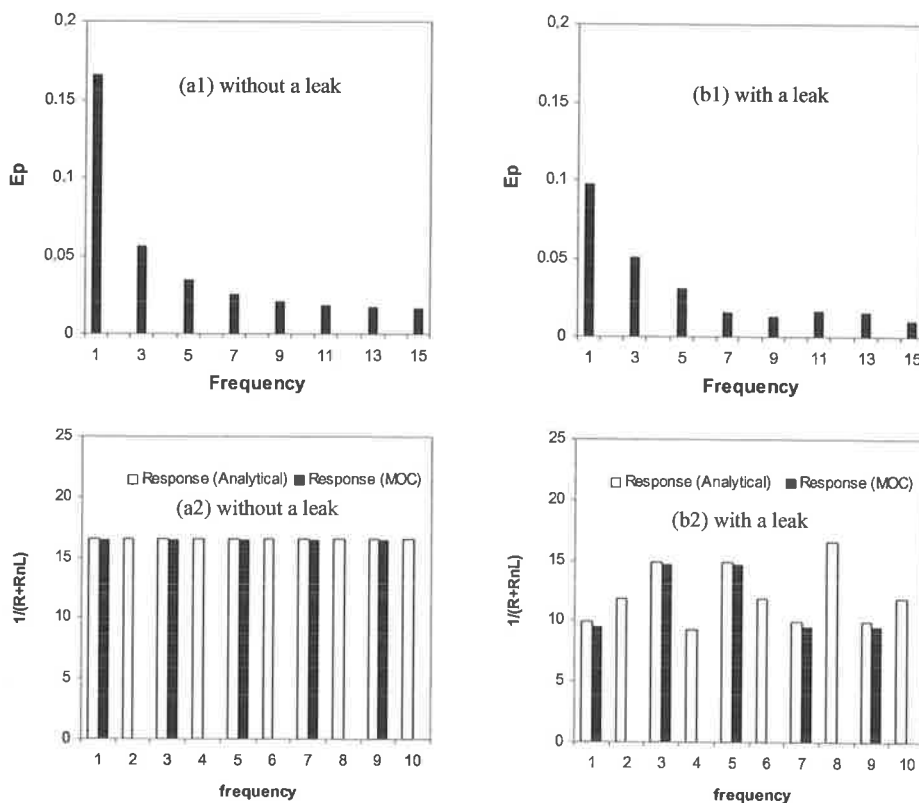 0,2
0.15
0.1
0.05
0
Ep
(a1) without a leak
1 3 5 7 9 11 13 15
Frequency
0.2
0.15
0.1
0.05
0
Ep
(b1) with a leak
1 3 5 7 9 11 13 15
Frequency
25
20
15
10
5
0
1/(R+RnL)
Response (Analytical) Response (MOC)
(a2) without a leak
1 2 3 4 5 6 7 8 9 10
frequency
25
20
15
10
5
0
1/(R+RnL)
Response (Analytical) Response (MOC)
(b2) with a leak
1 2 3 4 5 6 7 8 9 10
frequency